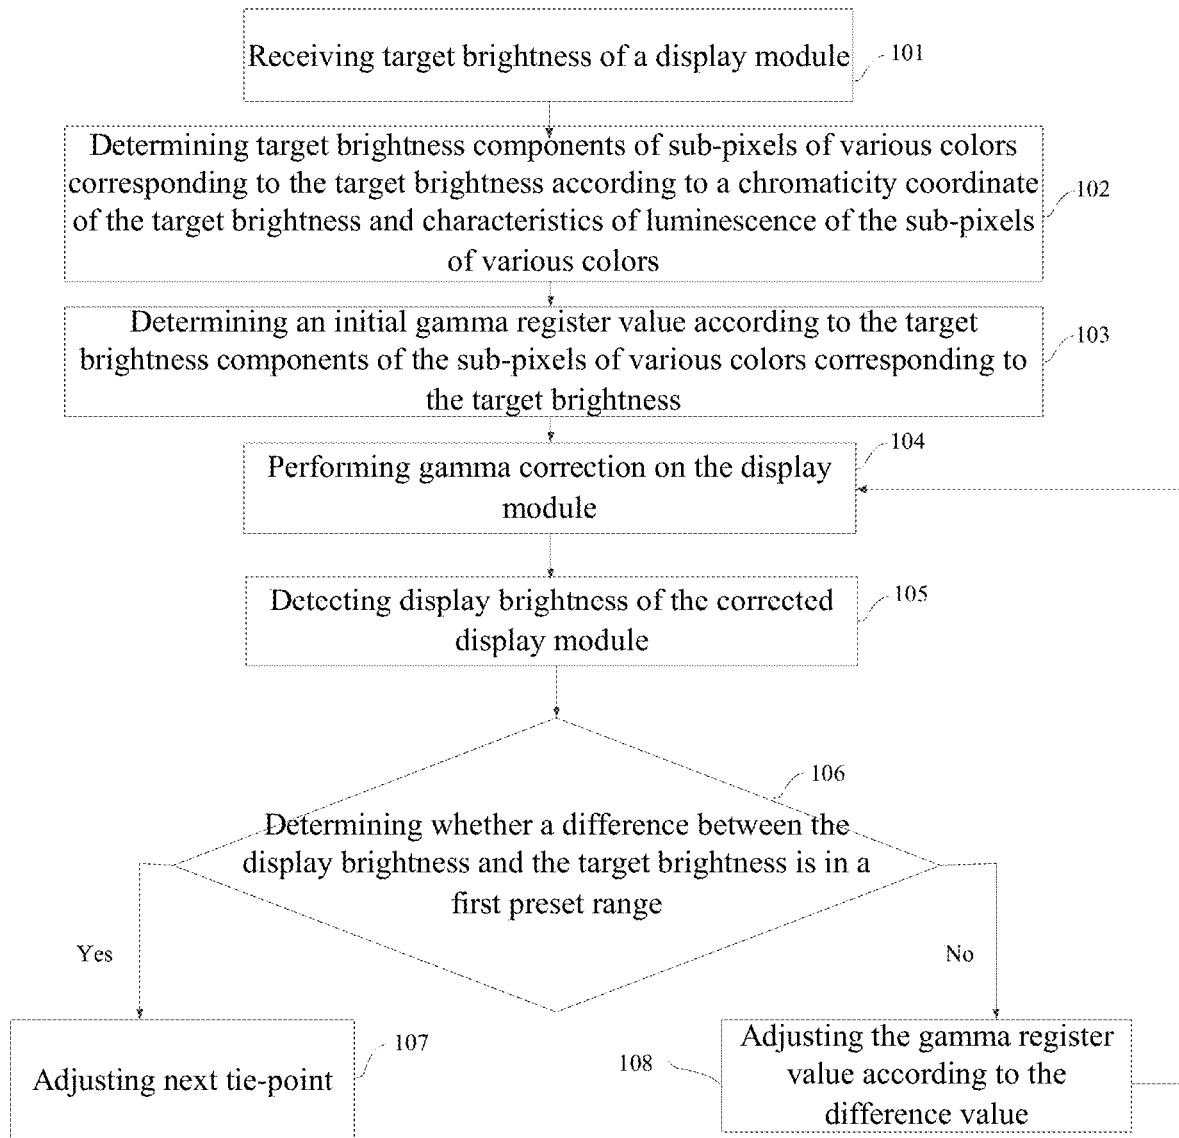 Receiving target brightness of a display module
101
Determining target brightness components of sub-pixels of various colors
corresponding to the target brightness according to a chromaticity coordinate
of the target brightness and characteristics of luminescence of the sub-pixels
of various colors
102
Determining an initial gamma register value according to the target
brightness components of the sub-pixels of various colors corresponding to
the target brightness
103
Performing gamma correction on the display
module
104
Detecting display brightness of the corrected
display module
105
106
Determining whether a difference between the
display brightness and the target brightness is in a
first preset range
Yes
No
Adjusting next tie-point
107
108
Adjusting the gamma register
value according to the
difference value